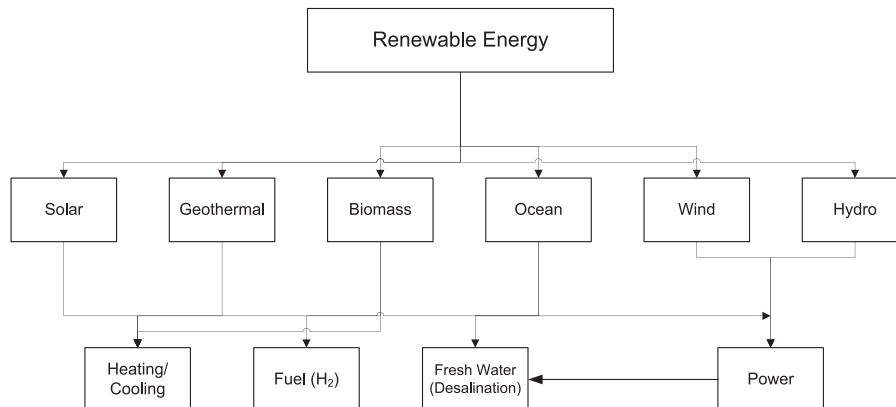 Renewable Energy
Solar
Geothermal
Biomass
Ocean
Wind
Hydro
Heating/
Cooling
Fuel (H₂)
Fresh Water
(Desalination)
Power